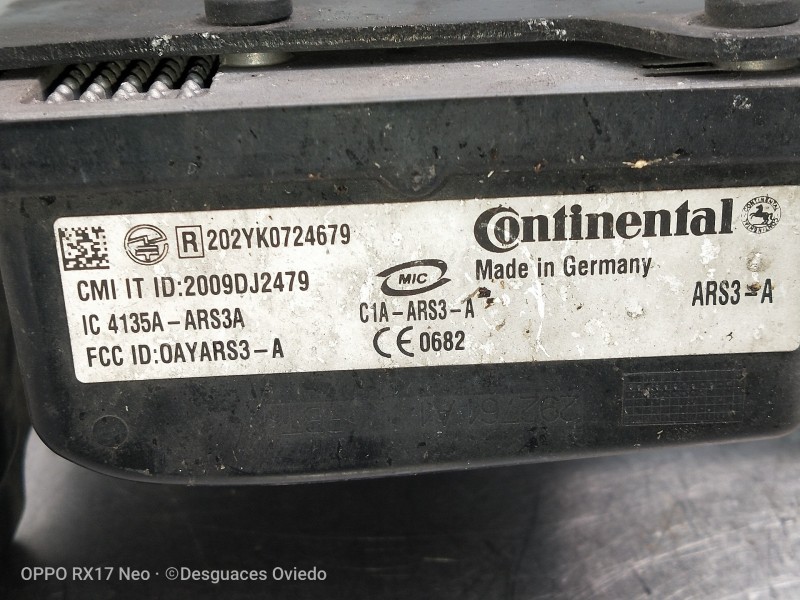 R 202YK0724679
Continental
CONTINENTAL
CMI IT ID:2009DJ2479
MIC
Made in Germany
IC 4135A-ARS3A
C1A-ARS3-A
ARS3-A
FCC ID:OAYARS3-A
CE 0682
OPPO RX17 Neo · ©Desguaces Oviedo